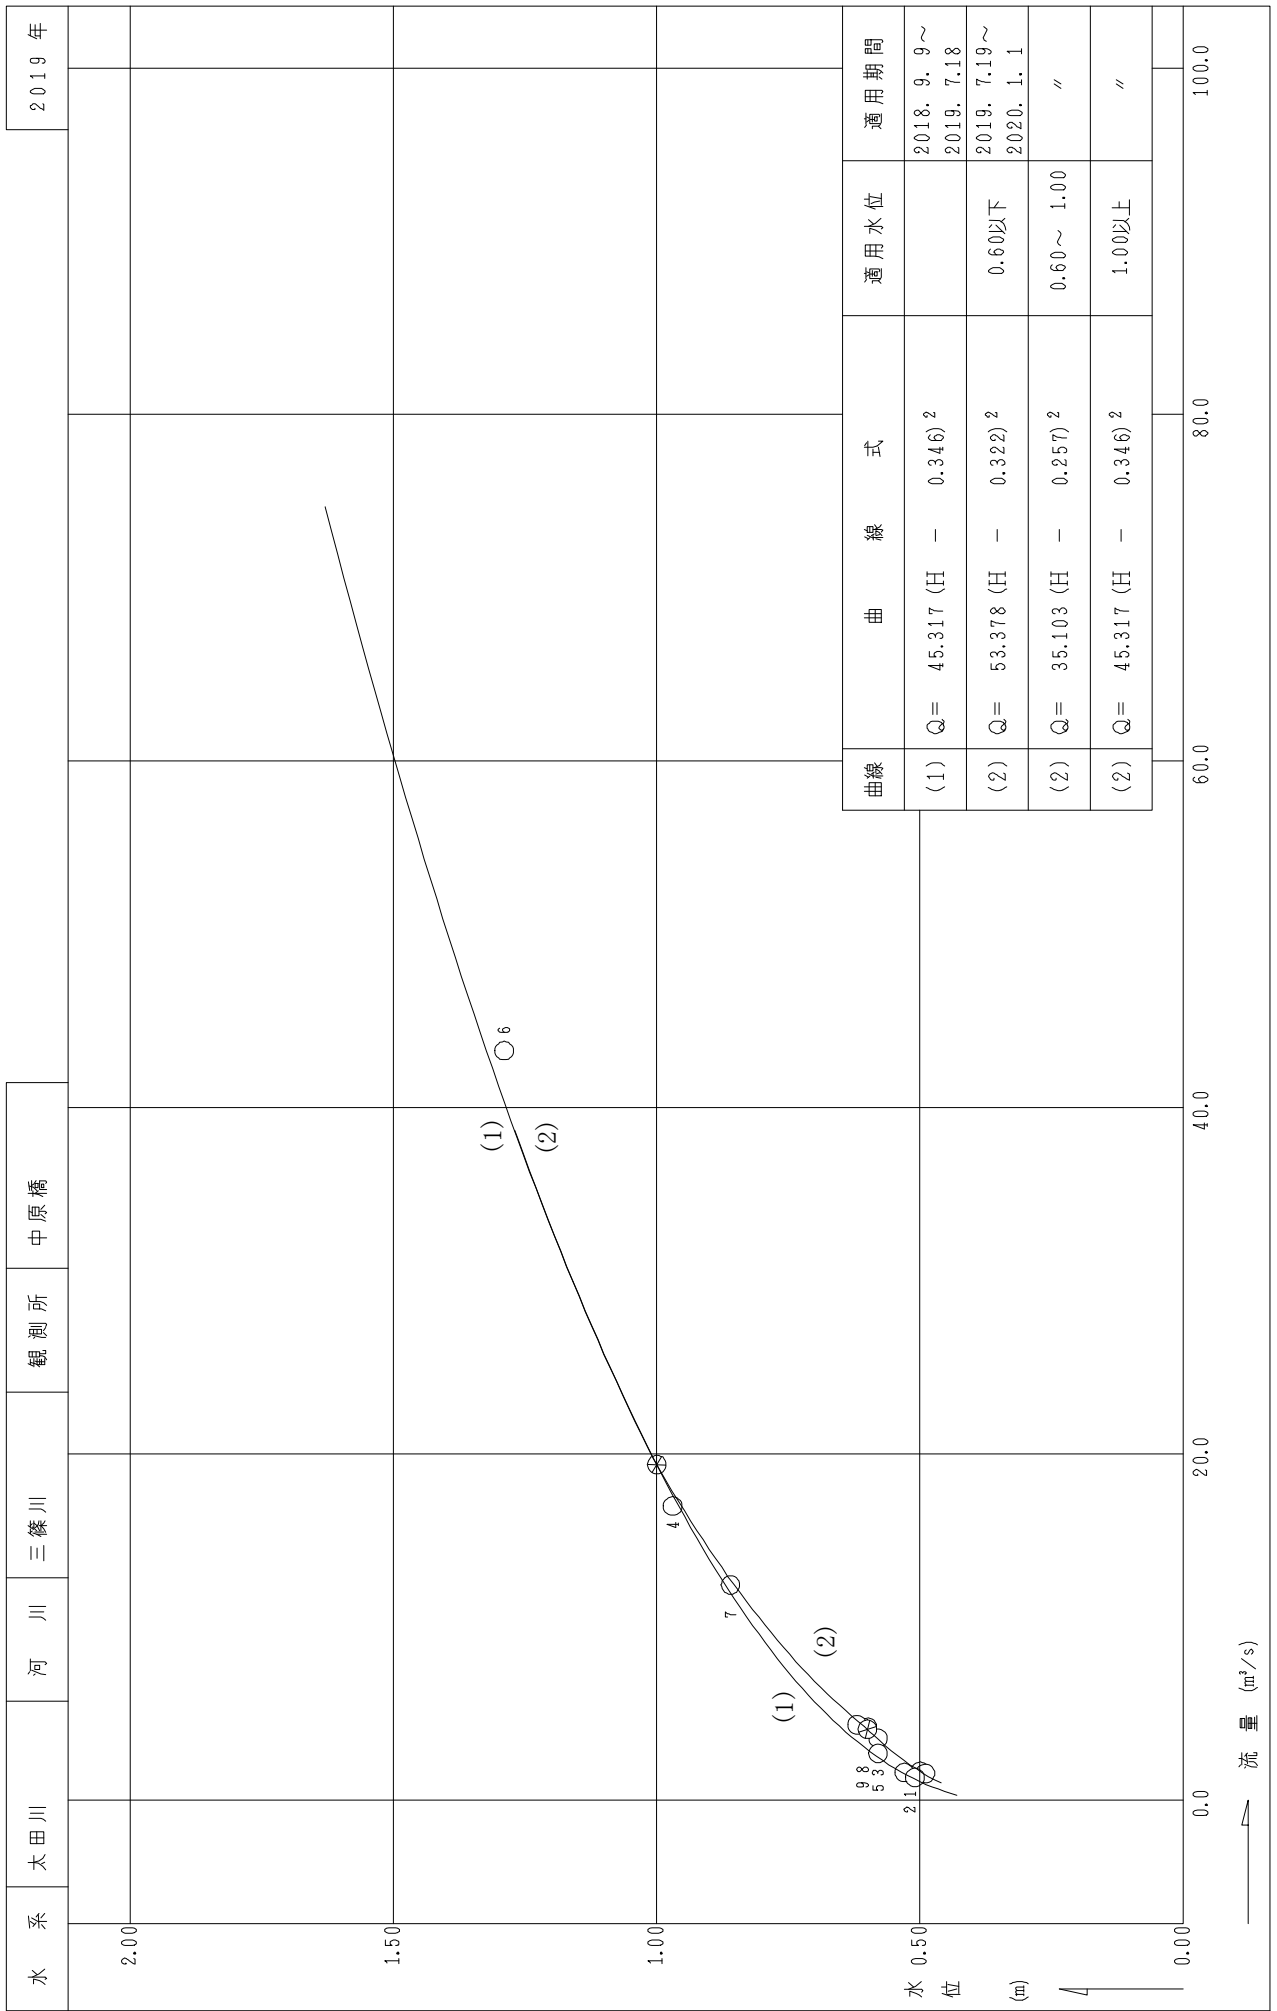 水 系 太田川 河 川 三篠川 観測所 中原橋 2019 年
2.00
1.50
1.00
0.50
0.00
水位 (m)
0.0 20.0 40.0 60.0 80.0 100.0
流 量 (m³/s)
(1)
(2)
(1)
(2)
6
4
7
9 8
5 3
2 1
曲線 曲 線 式 適用水位 適用期間
(1) Q= 45.317 (H － 0.346)² 2018. 9. 9～
2019. 7.18
(2) Q= 53.378 (H － 0.322)² 0.60以下 2019. 7.19～
2020. 1. 1
(2) Q= 35.103 (H － 0.257)² 0.60～ 1.00 〃
(2) Q= 45.317 (H － 0.346)² 1.00以上 〃